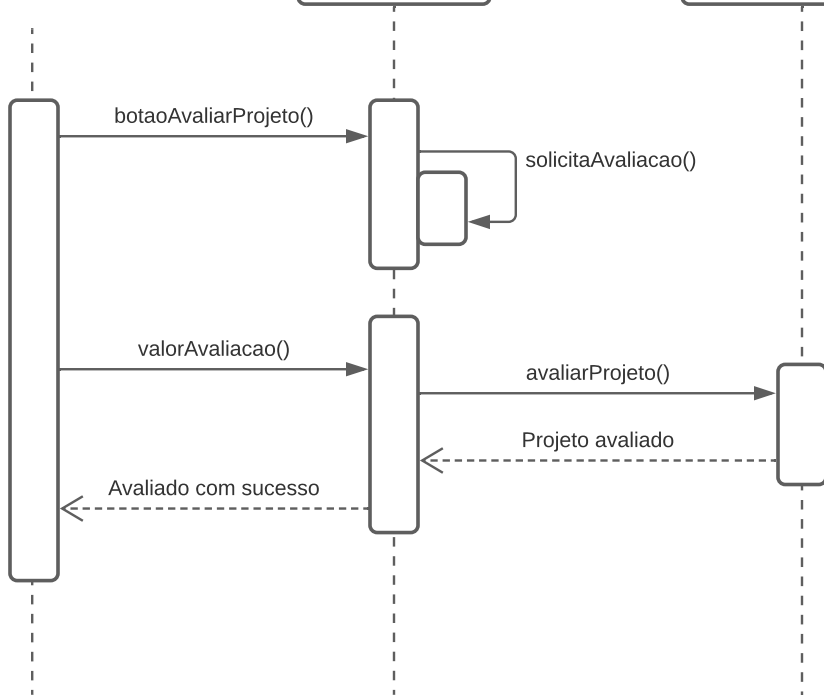 botaoAvaliarProjeto()
solicitaAvaliacao()
valorAvaliacao()
avaliarProjeto()
Projeto avaliado
Avaliado com sucesso